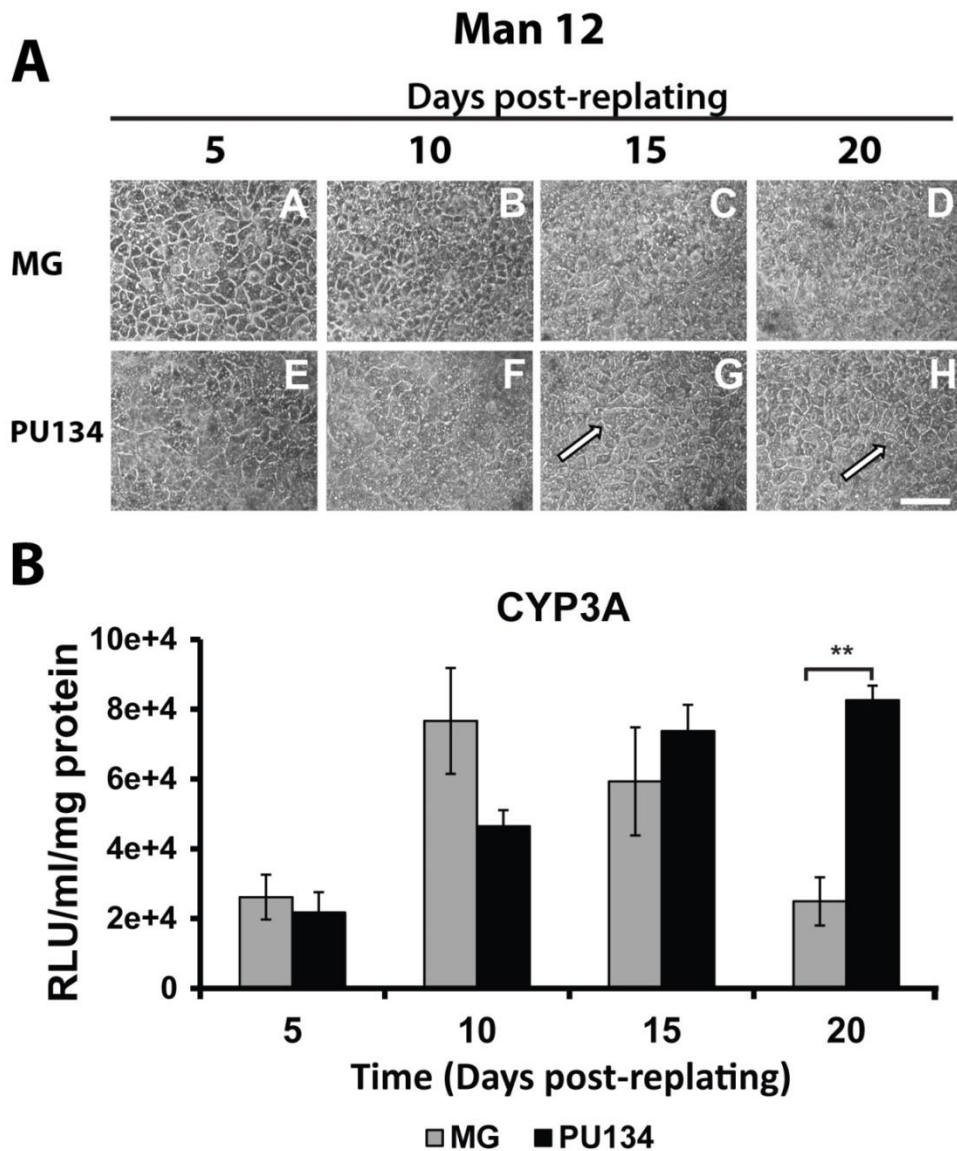 Man 12
A
Days post-replating
5 10 15 20
MG A B C D
PU134 E F G H
B
CYP3A
**
10e+4
8e+4
6e+4
4e+4
2e+4
0
RLU/ml/mg protein
5 10 15 20
Time (Days post-replating)
MG PU134